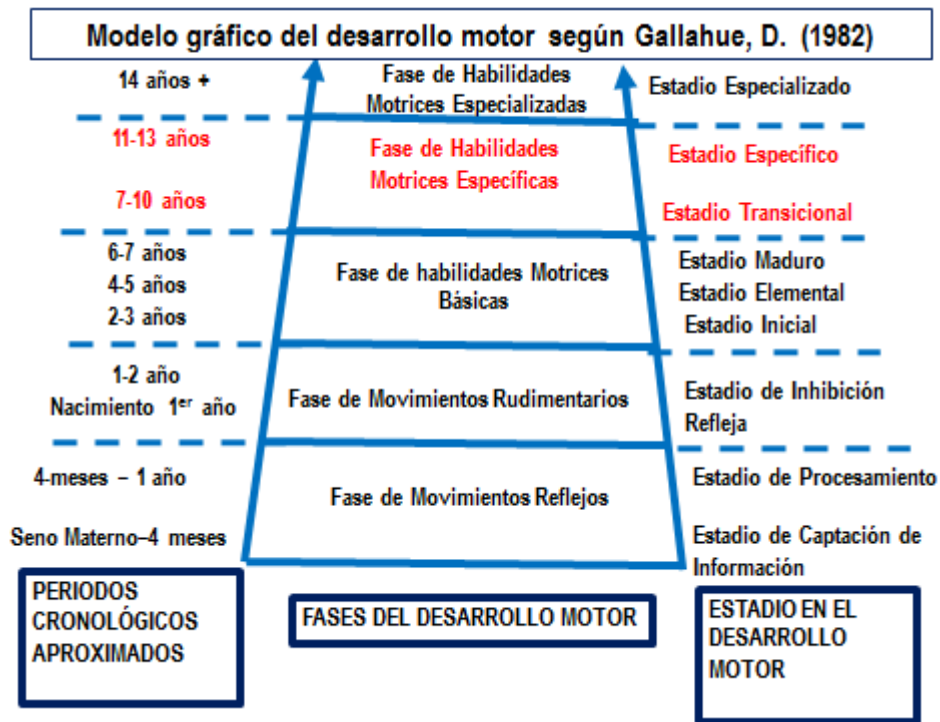 Modelo gráfico del desarrollo motor según Gallahue, D. (1982)
14 años +
Fase de Habilidades
Motrices Especializadas
Estadio Especializado
11-13 años
Fase de Habilidades
Motrices Específicas
Estadio Específico
7-10 años
Estadio Transicional
6-7 años
4-5 años
2-3 años
Fase de habilidades Motrices
Básicas
Estadio Maduro
Estadio Elemental
Estadio Inicial
1-2 año
Nacimiento 1er año
Fase de Movimientos Rudimentarios
Estadio de Inhibición
Refleja
4-meses – 1 año
Fase de Movimientos Reflejos
Estadio de Procesamiento
Seno Materno–4 meses
Estadio de Captación de
Información
PERIODOS
CRONOLÓGICOS
APROXIMADOS
FASES DEL DESARROLLO MOTOR
ESTADIO EN EL
DESARROLLO
MOTOR